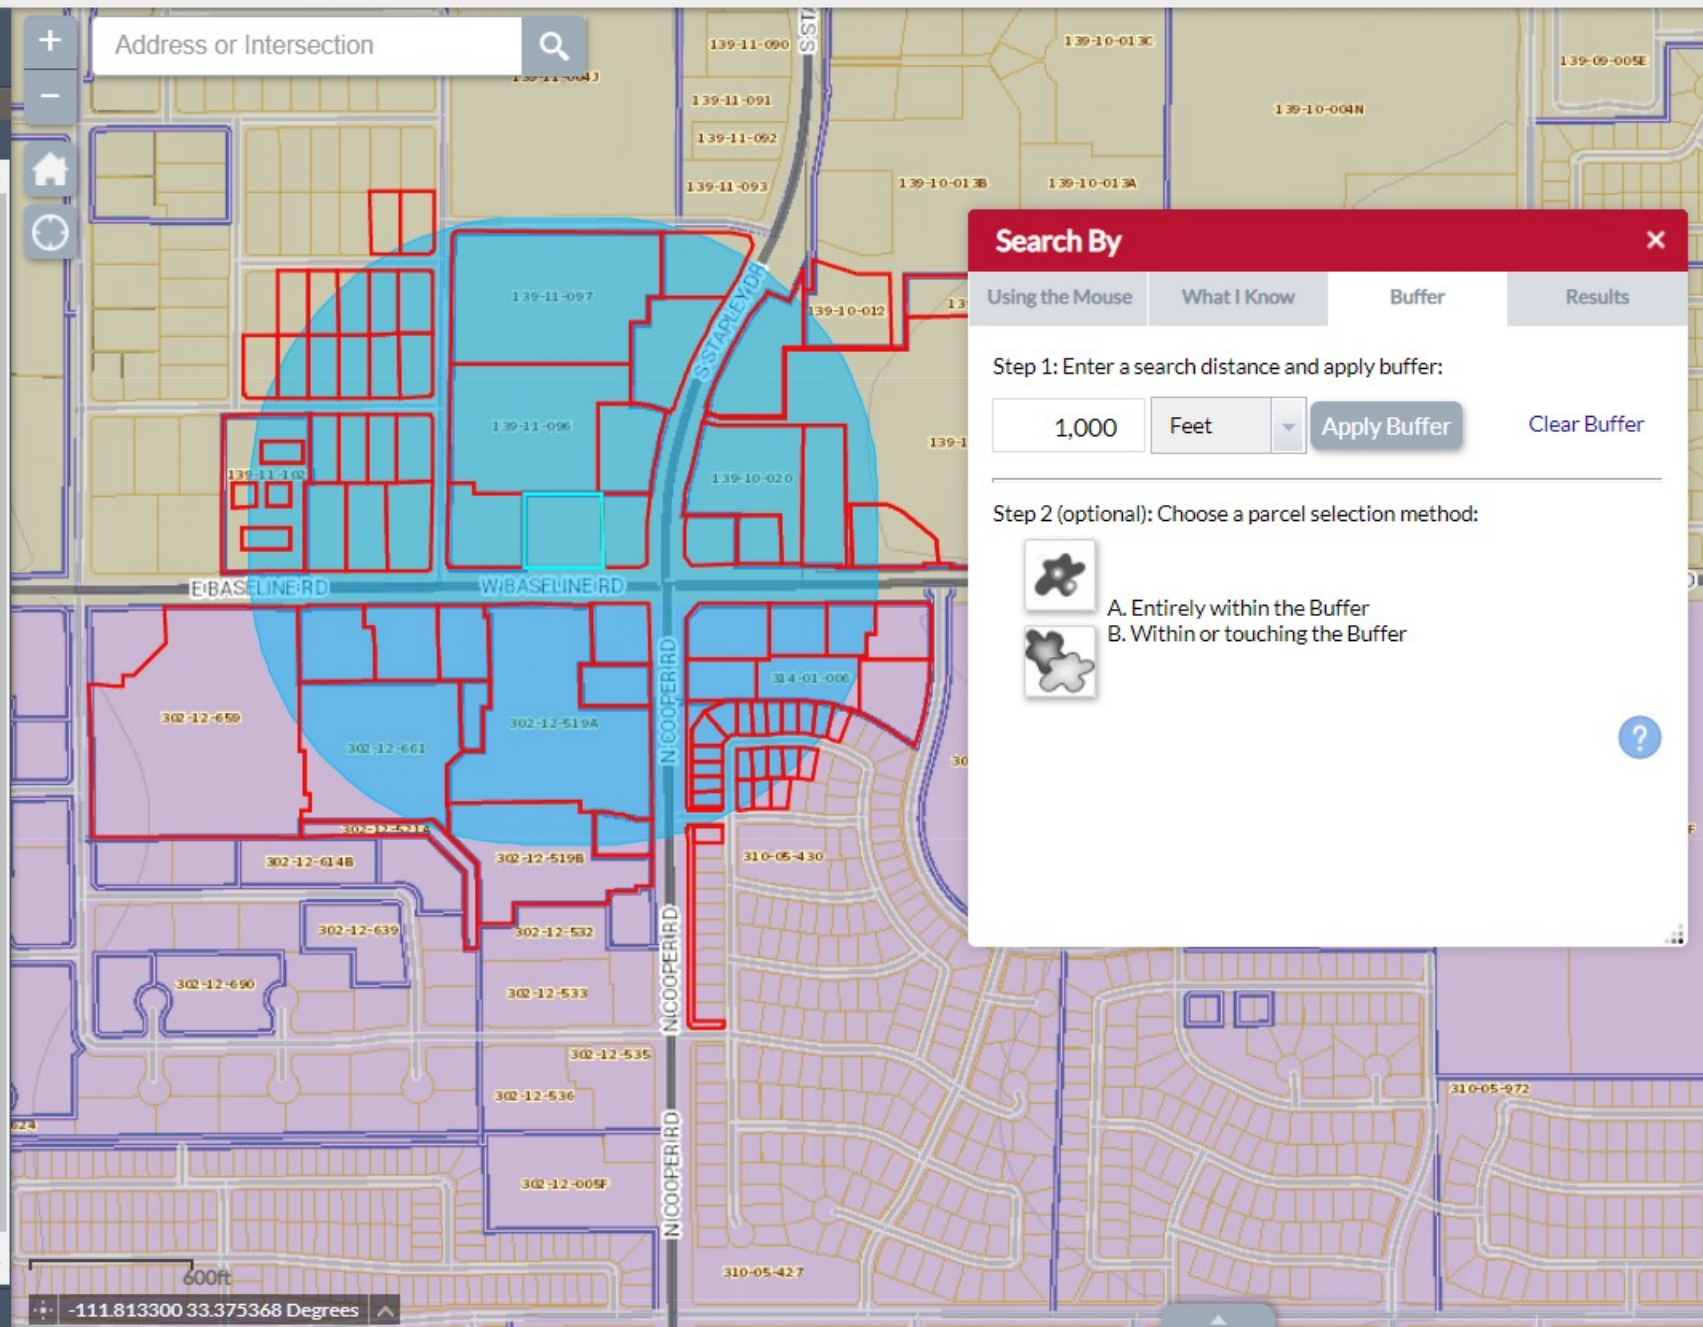 Address or Intersection
139-11-090
139-10-013C
139-09-005E
139-11-091
139-10-004N
139-11-092
139-11-093
139-10-013B
139-10-013A
Search By
Using the Mouse
What I Know
Buffer
Results
Step 1: Enter a search distance and apply buffer:
1,000
Feet
Apply Buffer
Clear Buffer
Step 2 (optional): Choose a parcel selection method:
A. Entirely within the Buffer
B. Within or touching the Buffer
?
139-11-097
139-10-012
S STAPLEY DR
139-11-096
139-11-102
139-10-020
E BASELINE RD
W BASELINE RD
N COOPER RD
314-01-006
302-12-659
302-12-519A
302-12-661
302-12-521A
302-12-614B
302-12-519B
310-05-430
302-12-639
302-12-532
N COOPER RD
302-12-690
302-12-533
302-12-535
302-12-536
310-05-972
N COOPER RD
302-12-005F
310-05-427
600ft
-111.813300 33.375368 Degrees